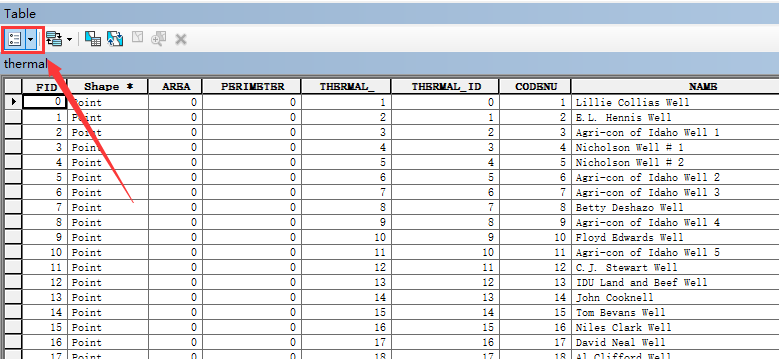 Table
thermal
FID Shape * AREA PERIMETER THERMAL_ THERMAL_ID CODENU NAME
0 Point 0 0 1 0 1 Lillie Collias Well
1 Point 0 0 2 1 2 E.L. Hennis Well
2 Point 0 0 3 2 3 Agri-con of Idaho Well 1
3 Point 0 0 4 3 4 Nicholson Well # 1
4 Point 0 0 5 4 5 Nicholson Well # 2
5 Point 0 0 6 5 6 Agri-con of Idaho Well 2
6 Point 0 0 7 6 7 Agri-con of Idaho Well 3
7 Point 0 0 8 7 8 Betty Deshazo Well
8 Point 0 0 9 8 9 Agri-con of Idaho Well 4
9 Point 0 0 10 9 10 Floyd Edwards Well
10 Point 0 0 11 10 11 Agri-con of Idaho Well 5
11 Point 0 0 12 11 12 C.J. Stewart Well
12 Point 0 0 13 12 13 IDU Land and Beef Well
13 Point 0 0 14 13 14 John Cooknell
14 Point 0 0 15 14 15 Tom Bevans Well
15 Point 0 0 16 15 16 Niles Clark Well
16 Point 0 0 17 16 17 David Neal Well
17 Point 0 0 18 17 18 Al Clifford Well